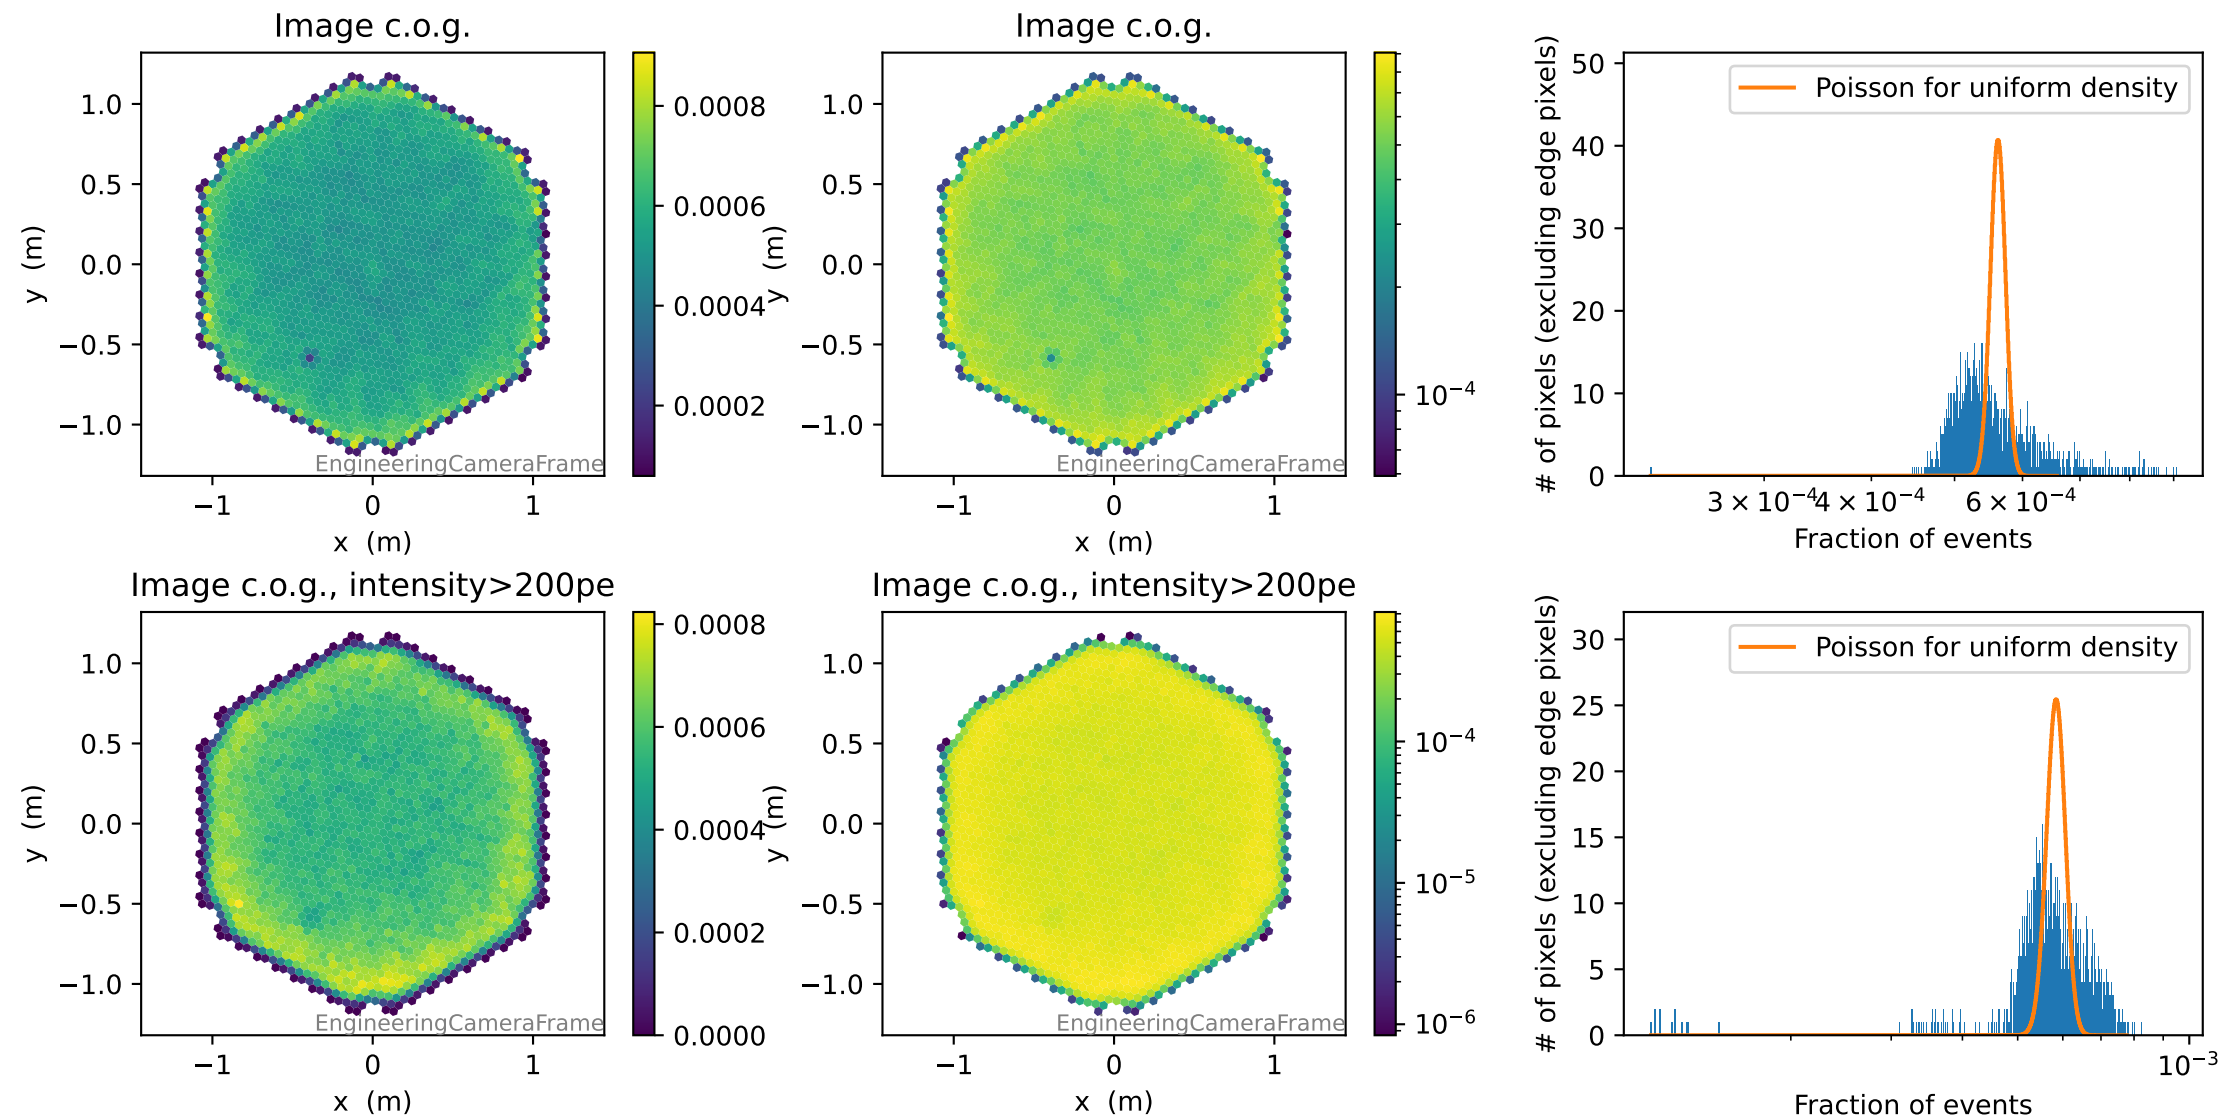 Image c.o.g.
1.0
0.5
0.0
−0.5
−1.0
y (m)
−1
0
1
x (m)
EngineeringCameraFrame
0.0008
0.0006
0.0004
0.0002
Image c.o.g.
1.0
0.5
0.0
−0.5
−1.0
y (m)
−1
0
1
x (m)
EngineeringCameraFrame
10⁻⁴
50
40
30
20
10
0
# of pixels (excluding edge pixels)
Poisson for uniform density
3 × 10⁻⁴
4 × 10⁻⁴
6 × 10⁻⁴
Fraction of events
Image c.o.g., intensity>200pe
1.0
0.5
0.0
−0.5
−1.0
y (m)
−1
0
1
x (m)
EngineeringCameraFrame
0.0008
0.0006
0.0004
0.0002
0.0000
Image c.o.g., intensity>200pe
1.0
0.5
0.0
−0.5
−1.0
y (m)
−1
0
1
x (m)
EngineeringCameraFrame
10⁻⁴
10⁻⁵
10⁻⁶
30
25
20
15
10
5
0
# of pixels (excluding edge pixels)
Poisson for uniform density
10⁻³
Fraction of events